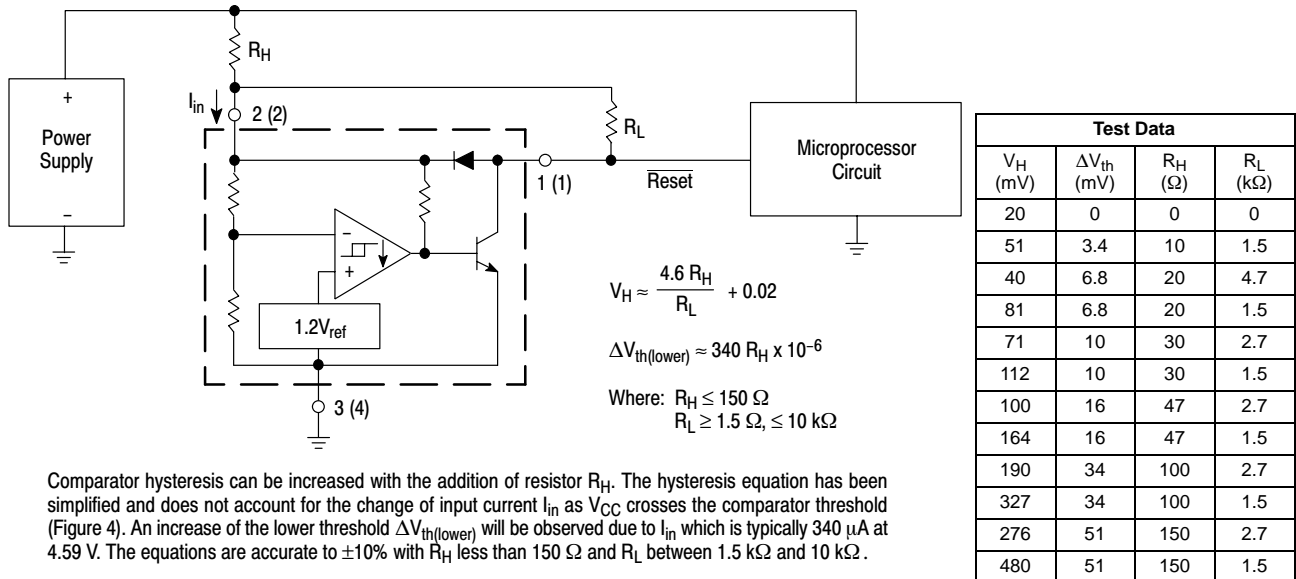 R_H
I_in
2 (2)
+
Power
Supply
−
R_L
1 (1)
Reset
Microprocessor
Circuit
−
+
1.2V_ref
3 (4)
V_H ≈ 4.6 R_H / R_L + 0.02
ΔV_th(lower) ≈ 340 R_H x 10^−6
Where: R_H ≤ 150 Ω
R_L ≥ 1.5 Ω, ≤ 10 kΩ
Comparator hysteresis can be increased with the addition of resistor R_H. The hysteresis equation has been
simplified and does not account for the change of input current I_in as V_CC crosses the comparator threshold
(Figure 4). An increase of the lower threshold ΔV_th(lower) will be observed due to I_in which is typically 340 μA at
4.59 V. The equations are accurate to ±10% with R_H less than 150 Ω and R_L between 1.5 kΩ and 10 kΩ.
Test Data
V_H (mV) ΔV_th (mV) R_H (Ω) R_L (kΩ)
20 0 0 0
51 3.4 10 1.5
40 6.8 20 4.7
81 6.8 20 1.5
71 10 30 2.7
112 10 30 1.5
100 16 47 2.7
164 16 47 1.5
190 34 100 2.7
327 34 100 1.5
276 51 150 2.7
480 51 150 1.5